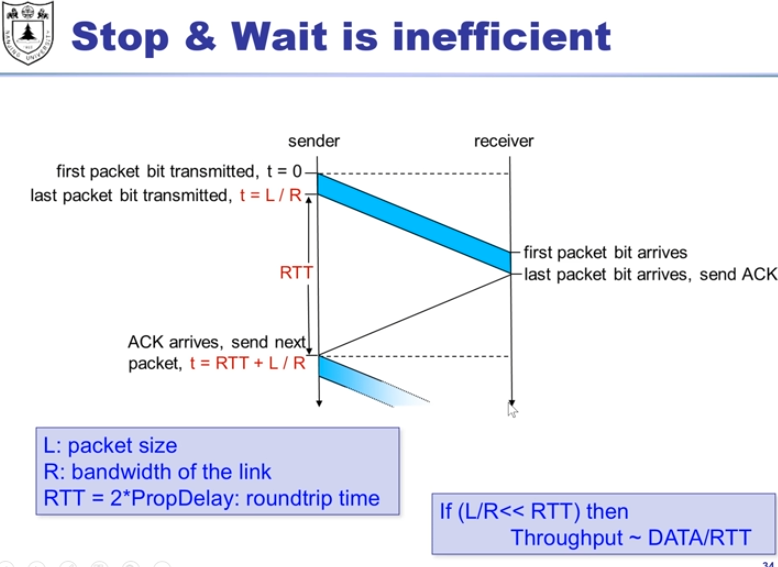 Stop & Wait is inefficient
sender
receiver
first packet bit transmitted, t = 0
last packet bit transmitted, t = L / R
first packet bit arrives
RTT
last packet bit arrives, send ACK
ACK arrives, send next
packet, t = RTT + L / R
L: packet size
R: bandwidth of the link
RTT = 2*PropDelay: roundtrip time
If (L/R<< RTT) then
Throughput ~ DATA/RTT
34